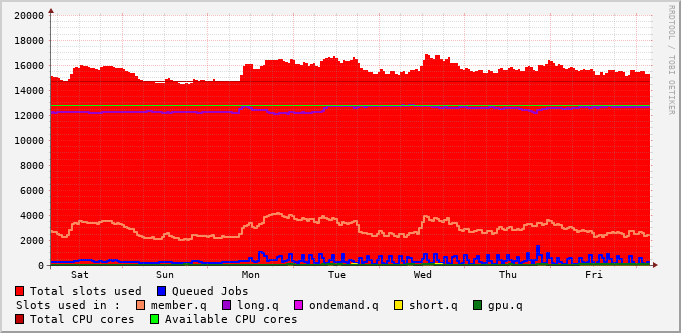 20000
18000
16000
14000
12000
10000
8000
6000
4000
2000
0
Sat Sun Mon Tue Wed Thu Fri
RRDTOOL / TOBI OETIKER
Total slots used Queued Jobs
Slots used in : member.q long.q ondemand.q short.q gpu.q
Total CPU cores Available CPU cores